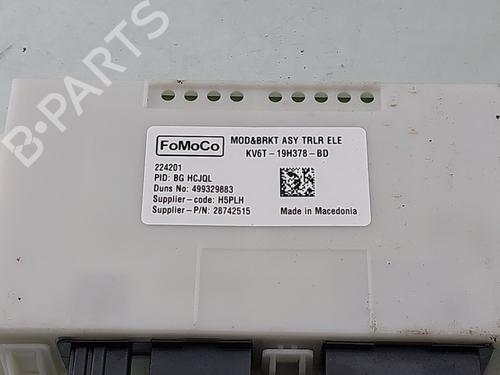 B-PARTS
FoMoCo
MOD&BRKT ASY TRLR ELE
KV6T-19H378-BD
224201
PID: BG HCJQL
Duns No: 499329883
Supplier-code: H5PLH
Supplier-P/N: 28742515
Made in Macedonia